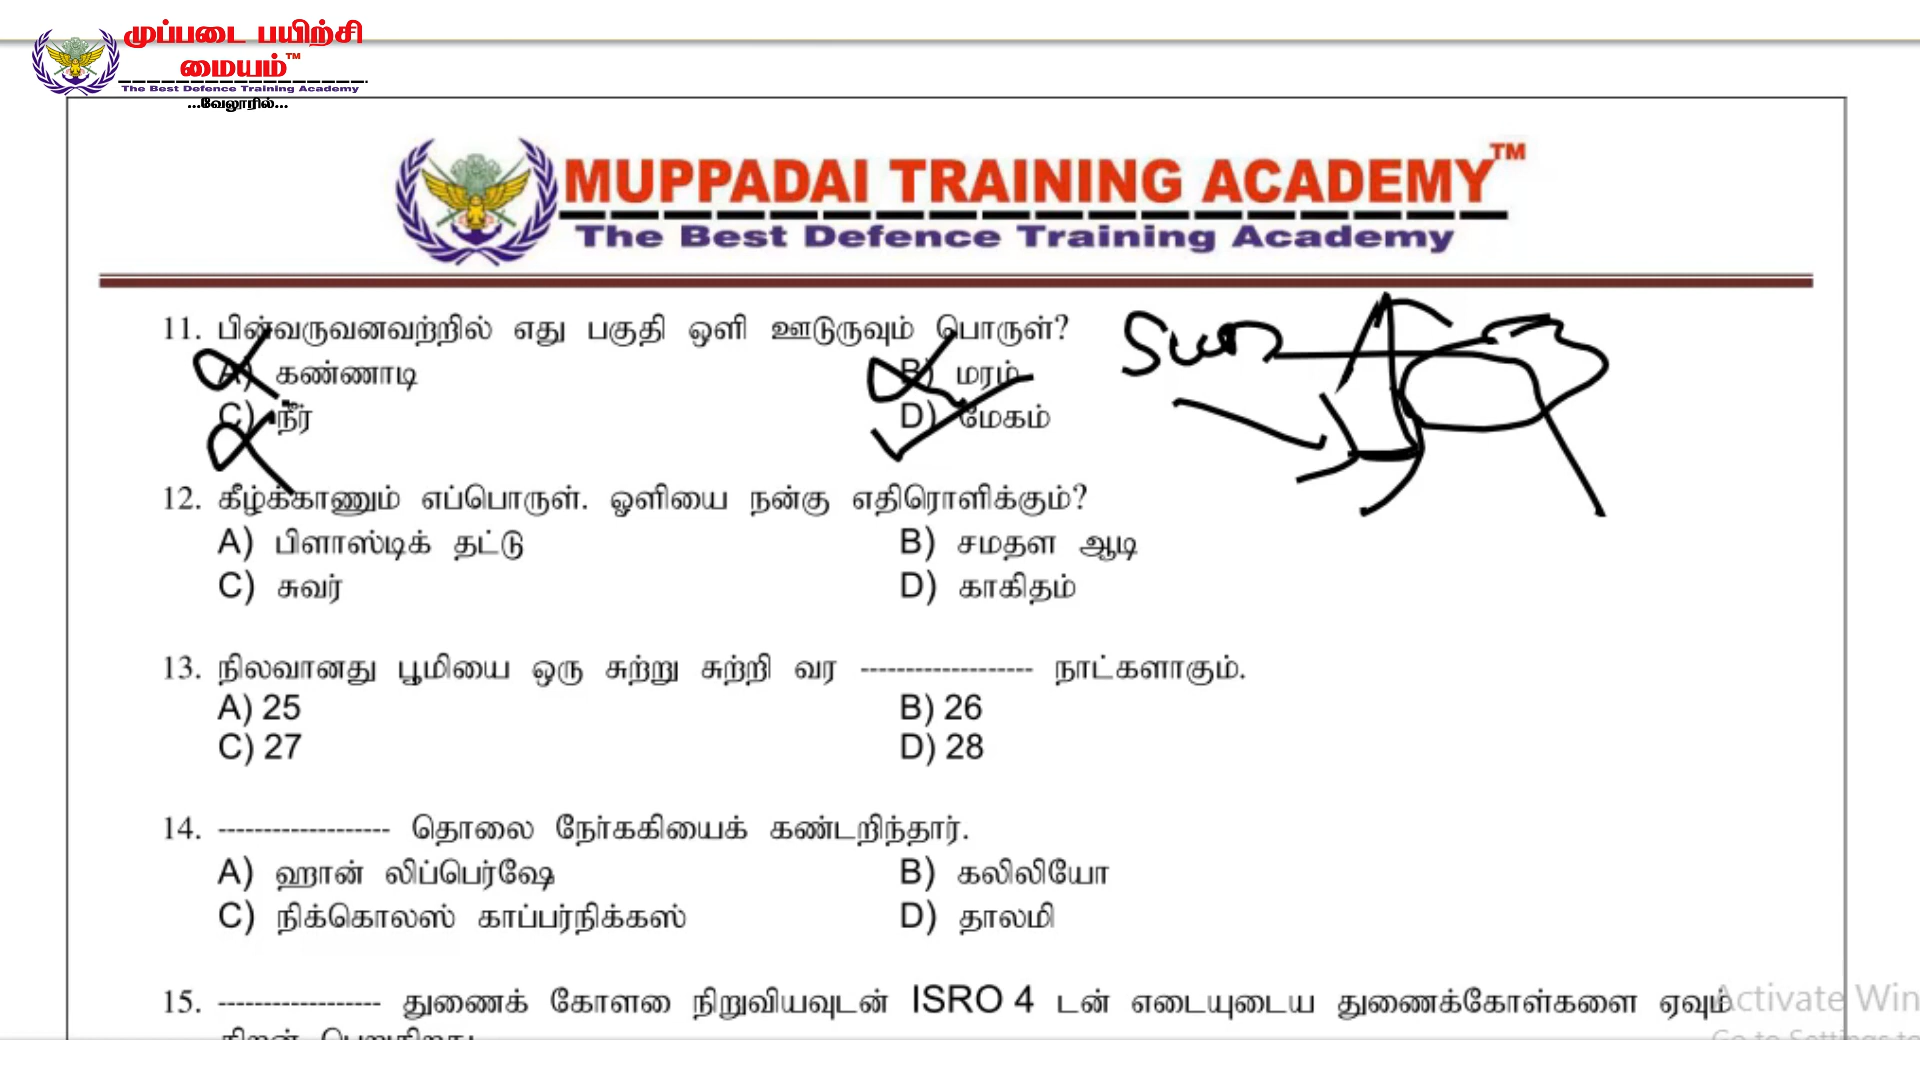 முப்படை பயிற்சி
மையம்™
The Best Defence Training Academy
...வேலூரில்...
MUPPADAI TRAINING ACADEMY™
The Best Defence Training Academy
11. பின்வருவனவற்றில் எது பகுதி ஒளி ஊடுருவும் பொருள்?
A) கண்ணாடி B) மரம்
C) நீர் D) மேகம்
Sun
12. கீழ்க்காணும் எப்பொருள். ஓளியை நன்கு எதிரொளிக்கும்?
A) பிளாஸ்டிக் தட்டு B) சமதள ஆடி
C) சுவர் D) காகிதம்
13. நிலவானது பூமியை ஒரு சுற்று சுற்றி வர ------------------- நாட்களாகும்.
A) 25 B) 26
C) 27 D) 28
14. ------------------- தொலை நேர்ககியைக் கண்டறிந்தார்.
A) ஹான் லிப்பெர்ஷே B) கலிலியோ
C) நிக்கொலஸ் காப்பர்நிக்கஸ் D) தாலமி
15. ------------------ துணைக் கோளை நிறுவியவுடன் ISRO 4 டன் எடையுடைய துணைக்கோள்களை ஏவும்
Activate Win